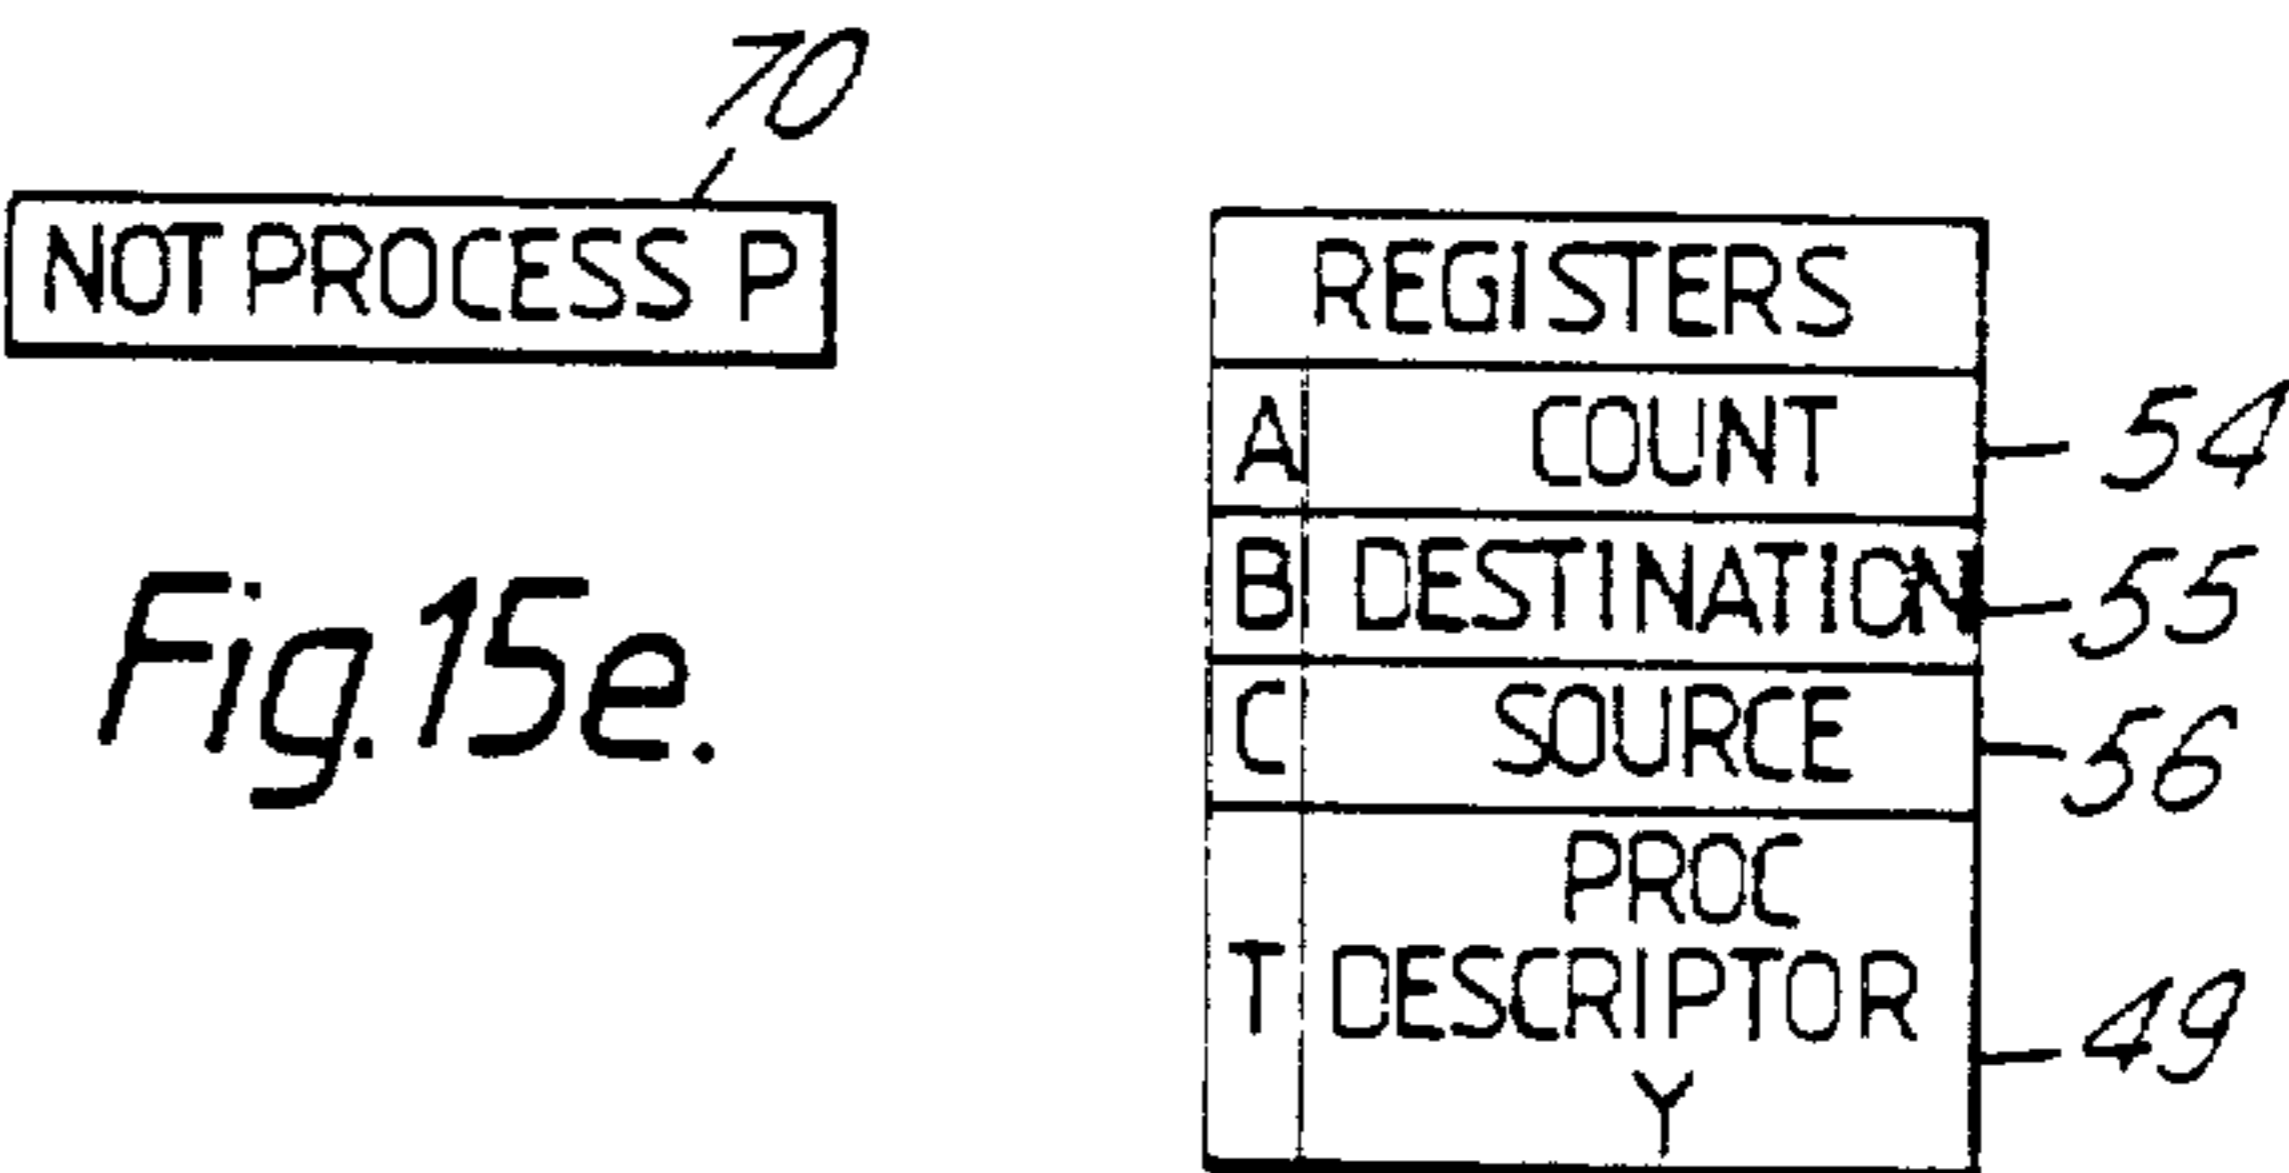 70
NOT PROCESS P
Fig. 15e.
REGISTERS
A COUNT 54
B DESTINATION 55
C SOURCE 56
PROC
T DESCRIPTOR 49
Y